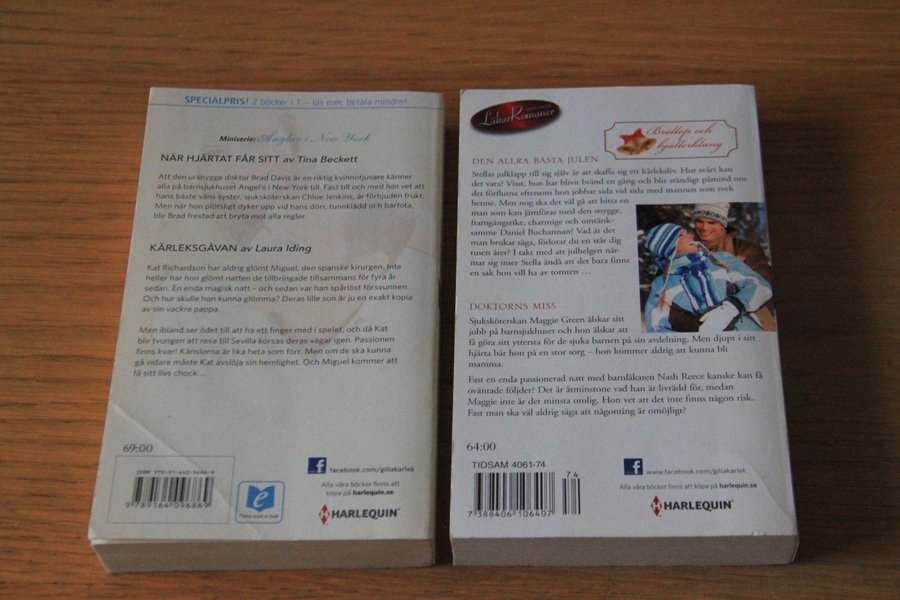 SPECIALPRIS! 2 böcker i 1 – läs mer, betala mindre!
Miniserie: Änglar i New York
NÄR HJÄRTAT FÅR SITT av Tina Beckett
Att den ursnygge doktor Brad Davis är en riktig kvinnotjusare känner
alla på barnsjukhuset Angel's i New York till. Fast till och med hon vet att
hans bäste väns syster, sjuksköterskan Chloe Jenkins, är förbjuden frukt.
Men när hon plötsligt dyker upp vid hans dörr, turinklädd och barfota,
blir Brad frestad att bryta mot alla regler.
KÄRLEKSGÅVAN av Laura Iding
Kat Richardson har aldrig glömt Miguel, den spanske kirurgen. Inte
heller har hon glömt natten de tillbringade tillsammans för fyra år
sedan. En enda magisk natt – och sedan var han spårlöst försvunnen.
Och hur skulle hon kunna glömma? Deras lille son är ju en exakt kopia
av sin vackre pappa.
Men ibland ser ödet till att ha ett finger med i spelet, och då Kat
blir tvungen att resa till Sevilla korsas deras vägar igen. Passionen
finns kvar! Känslorna är lika heta som förr. Men om de ska kunna
gå vidare måste Kat avslöja sin hemlighet. Och Miguel kommer att
få sitt livs chock ...
69:00
ISBN 978-91-640-9686-9
9 789164 096869
facebook.com/gillakarlek
Alla våra böcker finns att
köpa på harlequin.se
HARLEQUIN™
LäkarRomaner
Bröllop och
bjällerklang
DEN ALLRA BÄSTA JULEN
Stellas julklapp till sig själv är att skaffa sig ett kärleksliv. Hur svårt kan
det vara? Visst, hon har blivit bränd en gång och blir ständigt påmind om
det förflutna eftersom hon jobbar sida vid sida med mannen som svek
henne. Men nog ska det väl gå att hitta en
man som kan jämföras med den snygge,
framgångsrike, charmige och omtänk-
samme Daniel Buchannan? Vad är det
man brukar säga, förlorar du en står dig
tusen åter? I takt med att julhelgen när-
mar sig inser Stella ändå att det bara finns
en sak hon vill ha av tomten ...
DOKTORNS MISS
Sjuksköterskan Maggie Green älskar sitt
jobb på barnsjukhuset och hon älskar att
få göra sitt yttersta för de sjuka barnen på sin avdelning. Men djupt i sitt
hjärta bär hon på en stor sorg – hon kommer aldrig att kunna bli
mamma.
Fast en enda passionerad natt med barnläkaren Nash Reece kanske kan få
oväntade följder? Det är åtminstone vad han är livrädd för, medan
Maggie inte är det minsta orolig. Hon vet att det inte finns någon risk.
Fast man ska väl aldrig säga att någonting är omöjligt?
64:00
TIDSAM 4061-74
74
7 388406 106407
www.facebook.com/gillakarlek
Alla våra böcker finns att
köpa på harlequin.se
HARLEQUIN™